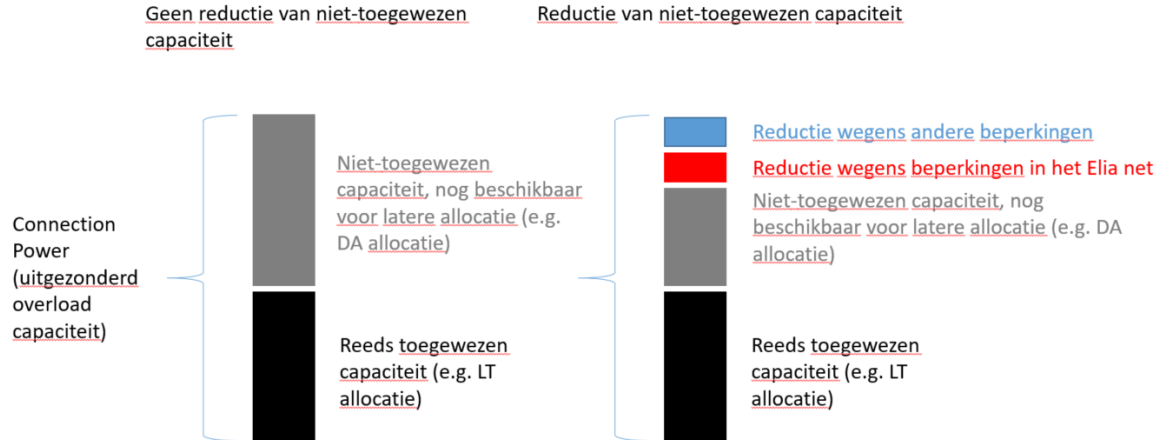 Geen reductie van niet-toegewezen
capaciteit
Reductie van niet-toegewezen capaciteit
Connection
Power
(uitgezonderd
overload
capaciteit)
Niet-toegewezen
capaciteit, nog beschikbaar
voor latere allocatie (e.g.
DA allocatie)
Reeds toegewezen
capaciteit (e.g. LT
allocatie)
Reductie wegens andere beperkingen
Reductie wegens beperkingen in het Elia net
Niet-toegewezen capaciteit, nog
beschikbaar voor latere allocatie (e.g. DA
allocatie)
Reeds toegewezen
capaciteit (e.g. LT
allocatie)